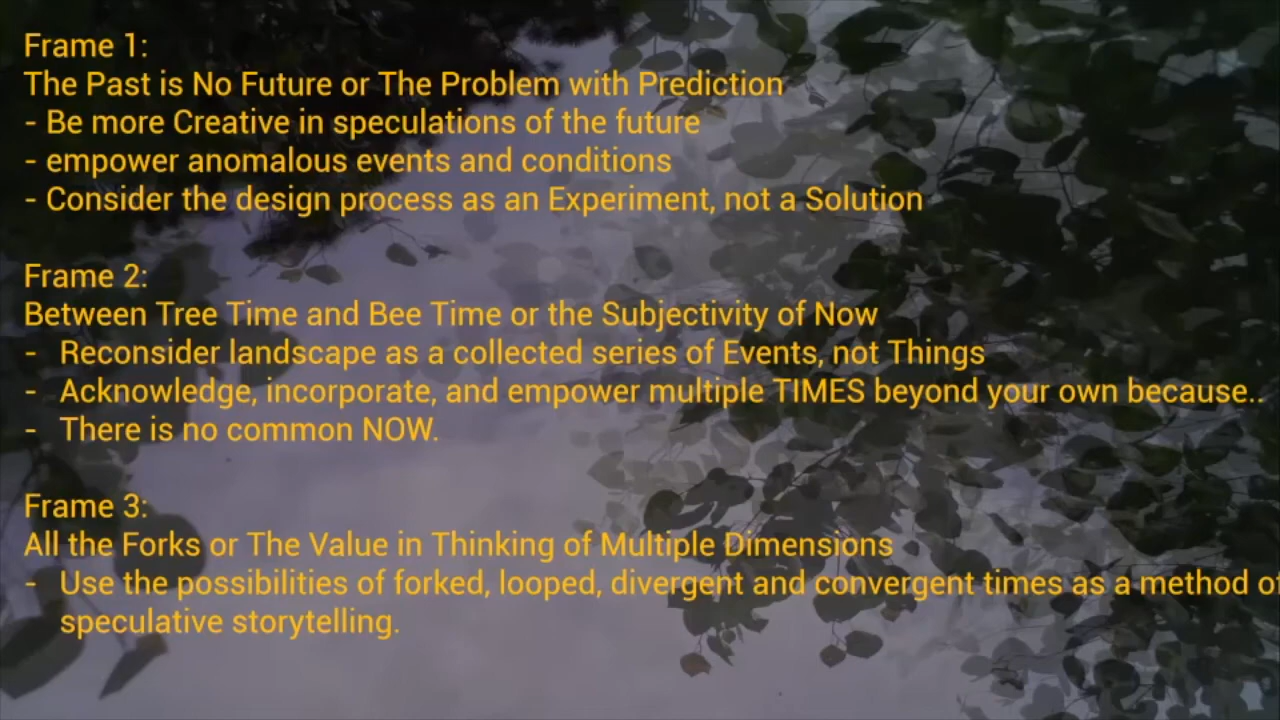 Frame 1:
The Past is No Future or The Problem with Prediction
- Be more Creative in speculations of the future
- empower anomalous events and conditions
- Consider the design process as an Experiment, not a Solution
Frame 2:
Between Tree Time and Bee Time or the Subjectivity of Now
- Reconsider landscape as a collected series of Events, not Things
- Acknowledge, incorporate, and empower multiple TIMES beyond your own because..
- There is no common NOW.
Frame 3:
All the Forks or The Value in Thinking of Multiple Dimensions
- Use the possibilities of forked, looped, divergent and convergent times as a method of
speculative storytelling.